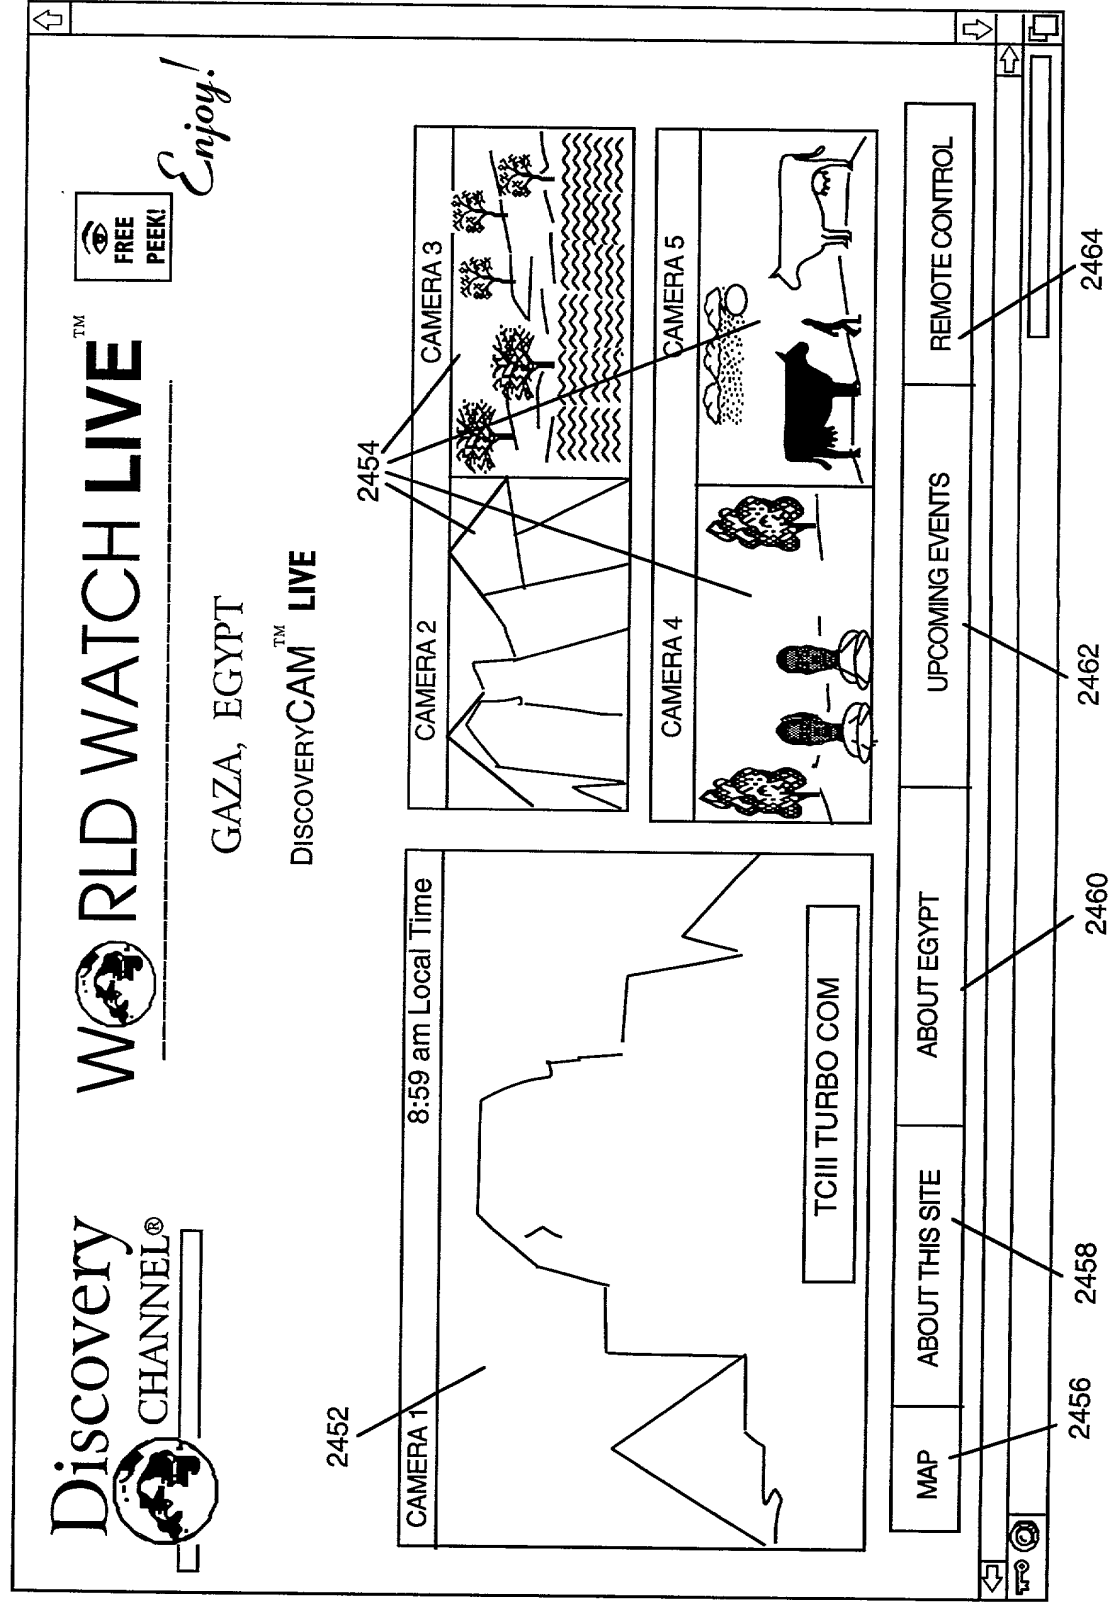 Discovery
CHANNEL®
WORLD WATCH LIVE™
FREE
PEEK!
Enjoy!
GAZA, EGYPT
DISCOVERYCAM™ LIVE
2452
2454
CAMERA 1 8:59 am Local Time
CAMERA 2
CAMERA 3
CAMERA 4
CAMERA 5
TCIII TURBO COM
MAP
ABOUT THIS SITE
ABOUT EGYPT
UPCOMING EVENTS
REMOTE CONTROL
2456
2458
2460
2462
2464